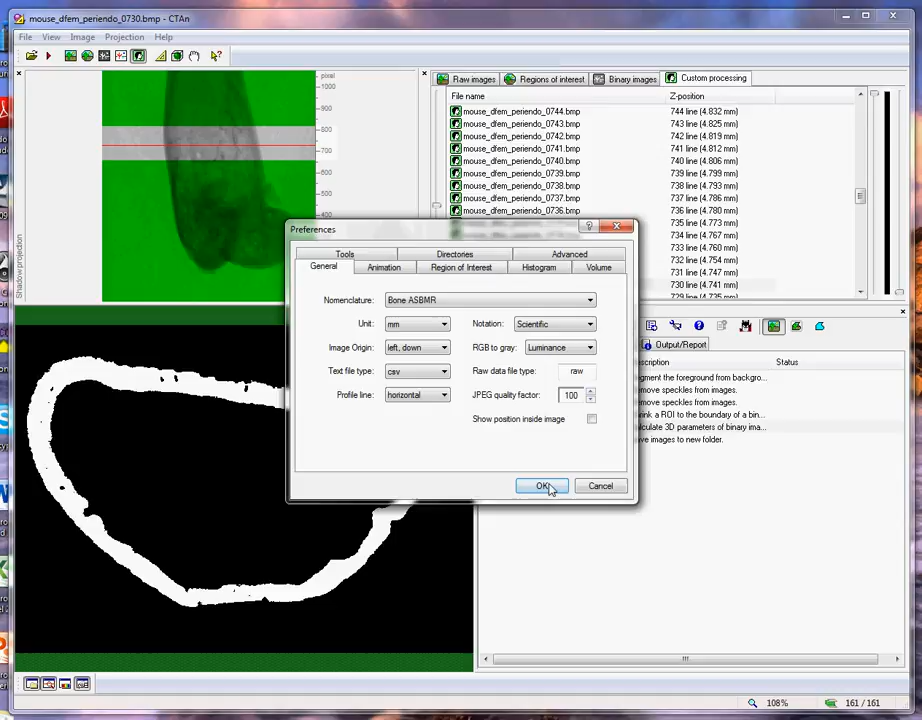 mouse_dfem_periendo_0730.bmp - CTAn
File View Image Projection Help
Raw images Regions of interest Binary images Custom processing
File name Z-position
mouse_dfem_periendo_0744.bmp 744 line (4.832 mm)
mouse_dfem_periendo_0743.bmp 743 line (4.825 mm)
mouse_dfem_periendo_0742.bmp 742 line (4.819 mm)
mouse_dfem_periendo_0741.bmp 741 line (4.812 mm)
mouse_dfem_periendo_0740.bmp 740 line (4.806 mm)
mouse_dfem_periendo_0739.bmp 739 line (4.799 mm)
mouse_dfem_periendo_0738.bmp 738 line (4.793 mm)
mouse_dfem_periendo_0737.bmp 737 line (4.786 mm)
mouse_dfem_periendo_0736.bmp 736 line (4.780 mm)
734 line (4.767 mm)
733 line (4.760 mm)
732 line (4.754 mm)
731 line (4.747 mm)
730 line (4.741 mm)
729 line (4.735 mm)
pixel
1000
900
800
700
600
500
400
Shadow projection
Preferences
Tools Directories Advanced
General Animation Region of Interest Histogram Volume
Nomenclature: Bone ASBMR
Unit: mm Notation: Scientific
Image Origin: left, down RGB to gray: Luminance
Text file type: csv Raw data file type: raw
Profile line: horizontal JPEG quality factor: 100
Show position inside image
OK Cancel
Output/Report
escription Status
gment the foreground from backgro...
move speckles from images.
move speckles from images.
rink a ROI to the boundary of a bin...
lculate 3D parameters of binary ima...
ve images to new folder.
108% 161 / 161